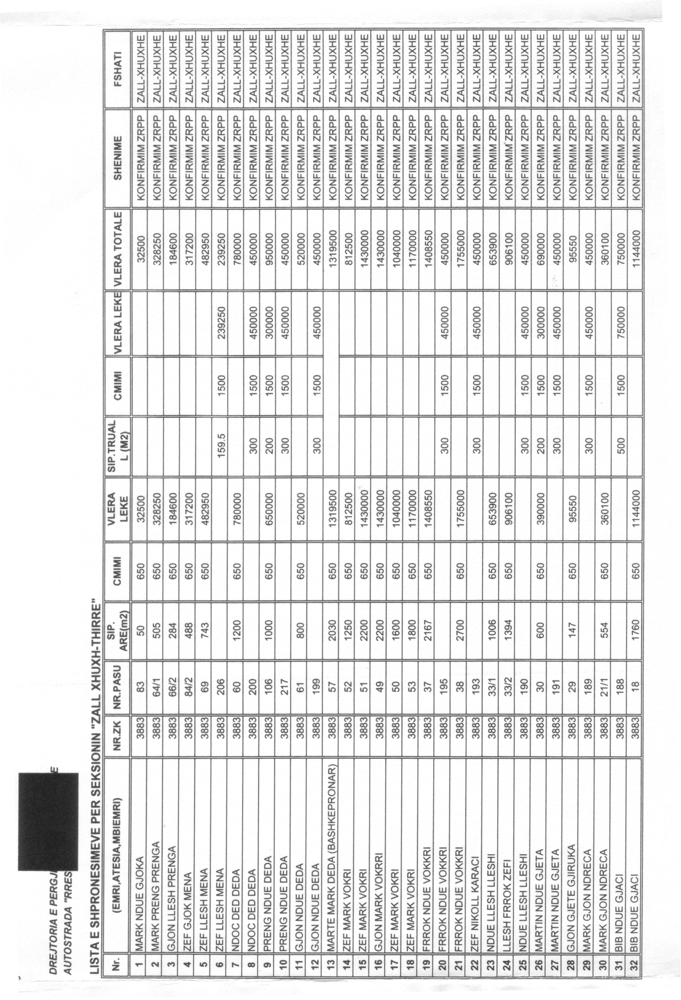 DREJTORIA E PERGJ E
AUTOSTRADA "RRES
LISTA E SHPRONESIMEVE PER SEKSIONIN "ZALL XHUXH-THIRRE"
Nr. (EMRI,ATESIA,MBIEMRI) NR.ZK NR.PASU SIP. ARE(m2) CMIMI VLERA LEKE SIP.TRUAL L (M2) CMIMI VLERA LEKE VLERA TOTALE SHENIME FSHATI
1 MARK NDUE GJOKA 3883 83 50 650 32500 32500 KONFIRMIM ZRPP ZALL-XHUXHE
2 MARK PRENG PRENGA 3883 64/1 505 650 328250 328250 KONFIRMIM ZRPP ZALL-XHUXHE
3 GJON LLESH PRENGA 3883 66/2 284 650 184600 184600 KONFIRMIM ZRPP ZALL-XHUXHE
4 ZEF GJOK MENA 3883 84/2 488 650 317200 317200 KONFIRMIM ZRPP ZALL-XHUXHE
5 ZEF LLESH MENA 3883 69 743 650 482950 482950 KONFIRMIM ZRPP ZALL-XHUXHE
6 ZEF LLESH MENA 3883 206 159.5 1500 239250 239250 KONFIRMIM ZRPP ZALL-XHUXHE
7 NDOC DED DEDA 3883 60 1200 650 780000 780000 KONFIRMIM ZRPP ZALL-XHUXHE
8 NDOC DED DEDA 3883 200 300 1500 450000 450000 KONFIRMIM ZRPP ZALL-XHUXHE
9 PRENG NDUE DEDA 3883 106 1000 650 650000 200 1500 300000 950000 KONFIRMIM ZRPP ZALL-XHUXHE
10 PRENG NDUE DEDA 3883 217 300 1500 450000 450000 KONFIRMIM ZRPP ZALL-XHUXHE
11 GJON NDUE DEDA 3883 61 800 650 520000 520000 KONFIRMIM ZRPP ZALL-XHUXHE
12 GJON NDUE DEDA 3883 199 300 1500 450000 450000 KONFIRMIM ZRPP ZALL-XHUXHE
13 MARTE MARK DEDA (BASHKEPRONAR) 3883 57 2030 650 1319500 1319500 KONFIRMIM ZRPP ZALL-XHUXHE
14 ZEF MARK VOKRI 3883 52 1250 650 812500 812500 KONFIRMIM ZRPP ZALL-XHUXHE
15 ZEF MARK VOKRI 3883 51 2200 650 1430000 1430000 KONFIRMIM ZRPP ZALL-XHUXHE
16 GJON MARK VOKRRI 3883 49 2200 650 1430000 1430000 KONFIRMIM ZRPP ZALL-XHUXHE
17 ZEF MARK VOKRI 3883 50 1600 650 1040000 1040000 KONFIRMIM ZRPP ZALL-XHUXHE
18 ZEF MARK VOKRI 3883 53 1800 650 1170000 1170000 KONFIRMIM ZRPP ZALL-XHUXHE
19 FRROK NDUE VOKKRI 3883 37 2167 650 1408550 1408550 KONFIRMIM ZRPP ZALL-XHUXHE
20 FRROK NDUE VOKKRI 3883 195 300 1500 450000 450000 KONFIRMIM ZRPP ZALL-XHUXHE
21 FRROK NDUE VOKKRI 3883 38 2700 650 1755000 1755000 KONFIRMIM ZRPP ZALL-XHUXHE
22 ZEF NIKOLL KARACI 3883 193 300 1500 450000 450000 KONFIRMIM ZRPP ZALL-XHUXHE
23 NDUE LLESH LLESHI 3883 33/1 1006 650 653900 653900 KONFIRMIM ZRPP ZALL-XHUXHE
24 LLESH FRROK ZEFI 3883 33/2 1394 650 906100 906100 KONFIRMIM ZRPP ZALL-XHUXHE
25 NDUE LLESH LLESHI 3883 190 300 1500 450000 450000 KONFIRMIM ZRPP ZALL-XHUXHE
26 MARTIN NDUE GJETA 3883 30 600 650 390000 200 1500 300000 690000 KONFIRMIM ZRPP ZALL-XHUXHE
27 MARTIN NDUE GJETA 3883 191 300 1500 450000 450000 KONFIRMIM ZRPP ZALL-XHUXHE
28 GJON GJETE GJIRUKA 3883 29 147 650 95550 95550 KONFIRMIM ZRPP ZALL-XHUXHE
29 MARK GJON NDRECA 3883 189 300 1500 450000 450000 KONFIRMIM ZRPP ZALL-XHUXHE
30 MARK GJON NDRECA 3883 21/1 554 650 360100 360100 KONFIRMIM ZRPP ZALL-XHUXHE
31 BIB NDUE GJACI 3883 188 500 1500 750000 750000 KONFIRMIM ZRPP ZALL-XHUXHE
32 BIB NDUE GJACI 3883 18 1760 650 1144000 1144000 KONFIRMIM ZRPP ZALL-XHUXHE